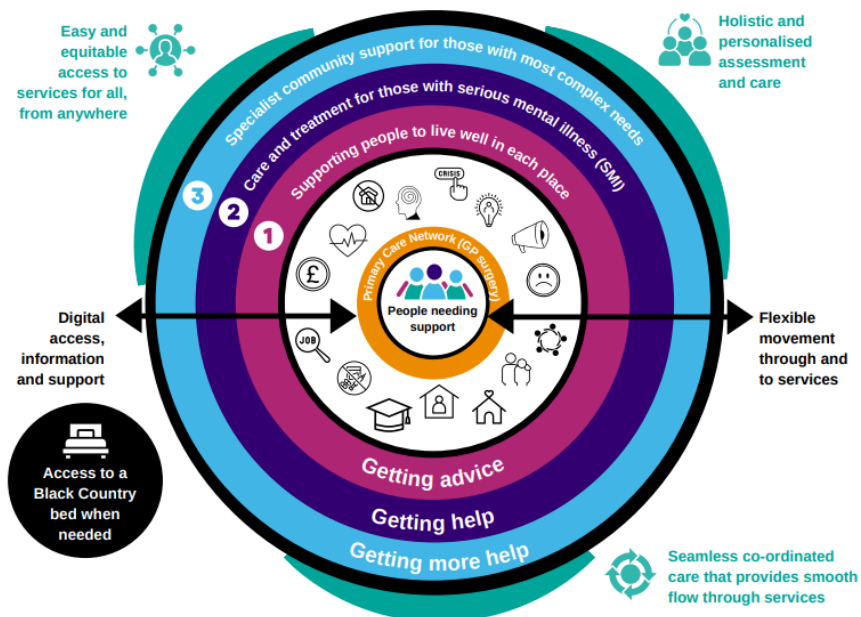 Easy and
equitable
access to
services for all,
from anywhere
Holistic and
personalised
assessment
and care
Specialist community support for those with most complex needs
Care and treatment for those with serious mental illness (SMI)
Supporting people to live well in each place
3
2
1
CRISIS
£
JOB
Primary Care Network (GP surgery)
People needing
support
Digital
access,
information
and support
Flexible
movement
through and
to services
Access to a
Black Country
bed when
needed
Getting advice
Getting help
Getting more help
Seamless co-ordinated
care that provides smooth
flow through services